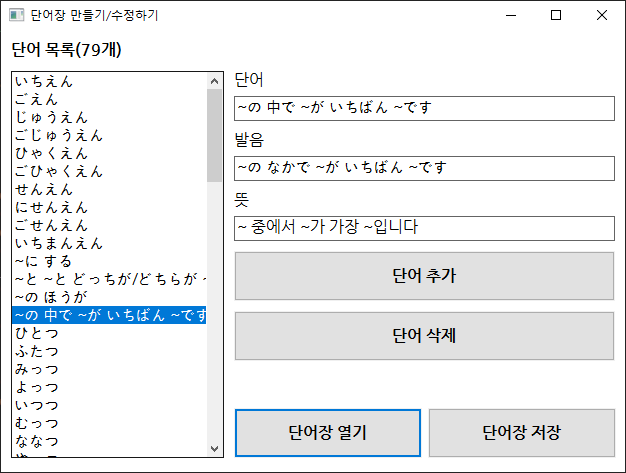 단어장 만들기/수정하기
단어 목록(79개)
いちえん
ごえん
じゅうえん
ごじゅうえん
ひゃくえん
ごひゃくえん
せんえん
にせんえん
ごせんえん
いちまんえん
~に する
~と ~と どっちが/どちらが ~
~の ほうが
~の 中で ~が いちばん ~です
ひとつ
ふたつ
みっつ
よっつ
いつつ
むっつ
ななつ
단어
~の 中で ~が いちばん ~です
발음
~の なかで ~が いちばん ~です
뜻
~ 중에서 ~가 가장 ~입니다
단어 추가
단어 삭제
단어장 열기
단어장 저장